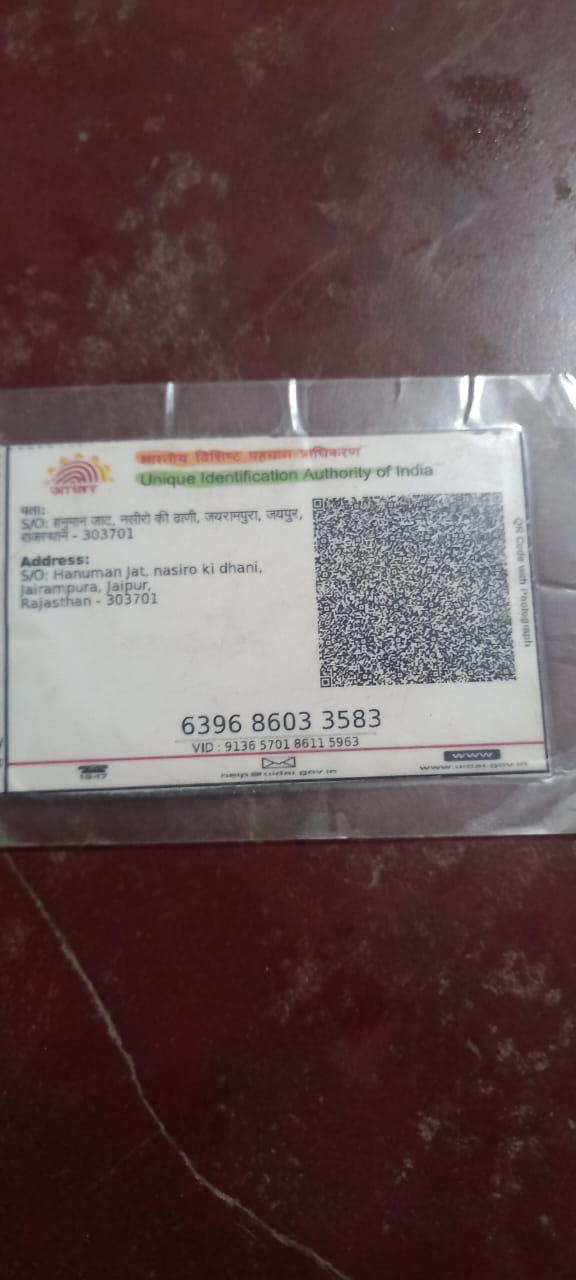 भारतीय विशिष्ट पहचान प्राधिकरण
Unique Identification Authority of India
आधार
पता:
S/O: हनुमान जाट, नसीरो की ढाणी, जयरामपुरा, जयपुर,
राजस्थान - 303701
Address:
S/O: Hanuman Jat, nasiro ki dhani,
Jairampura, Jaipur,
Rajasthan - 303701
QR Code with Photograph
6396 8603 3583
VID : 9136 5701 8611 5963
1947
help@uidai.gov.in
www
www.uidai.gov.in